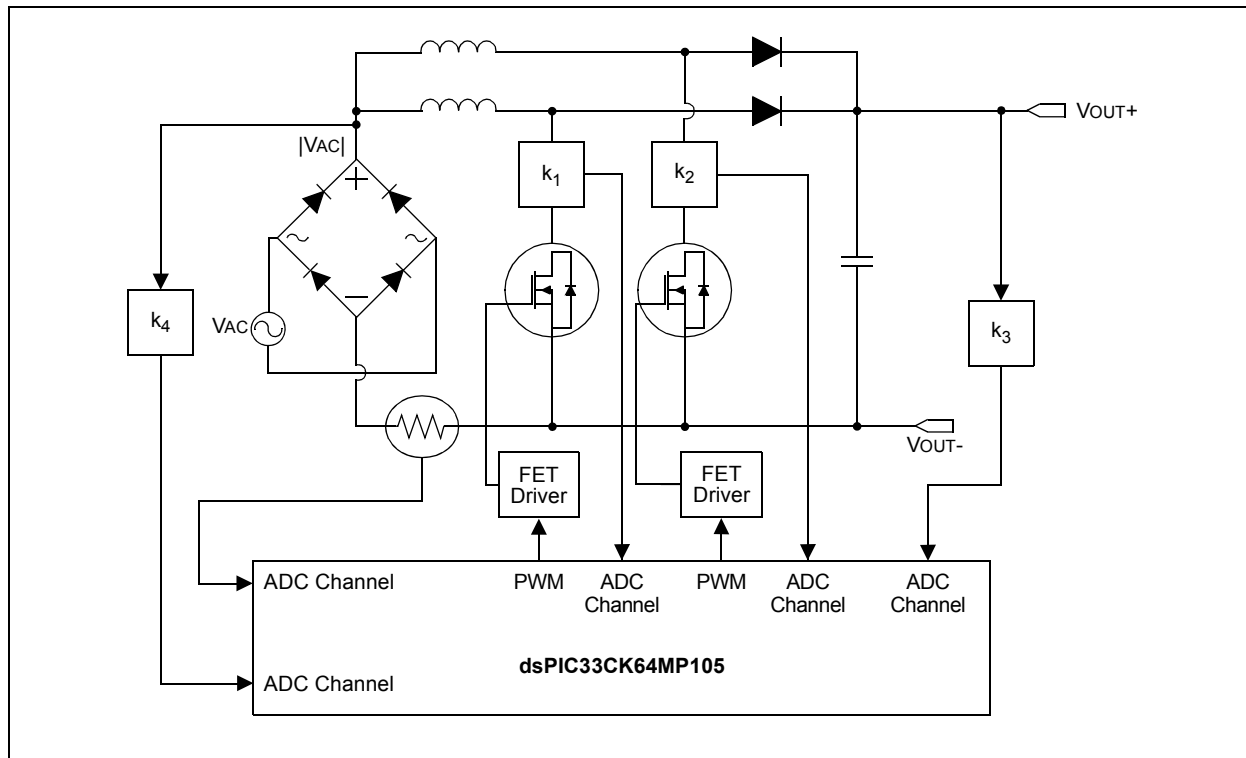 VOUT+
|VAC|
k1
k2
k4
VAC
k3
VOUT-
FET
Driver
FET
Driver
ADC Channel
PWM
ADC
Channel
PWM
ADC
Channel
ADC
Channel
dsPIC33CK64MP105
ADC Channel